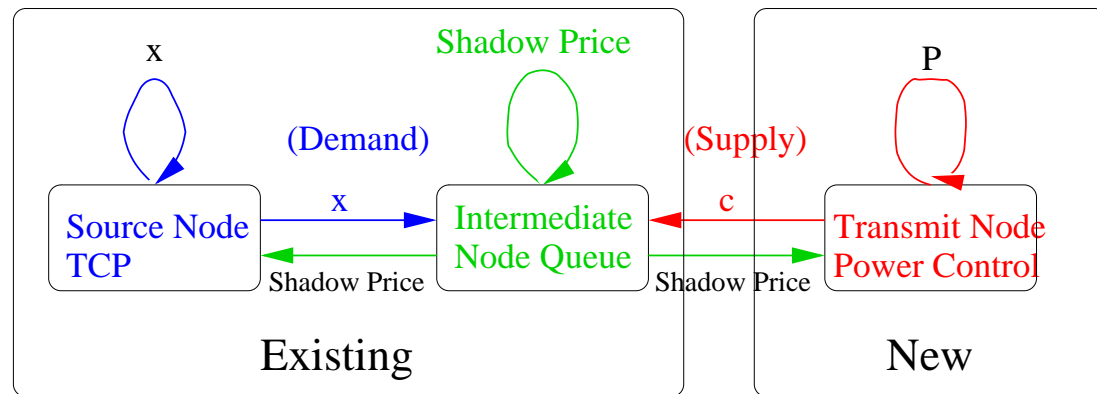 x
Shadow Price
P
(Demand)
(Supply)
x
c
Source Node
TCP
Intermediate
Node Queue
Transmit Node
Power Control
Shadow Price
Shadow Price
Existing
New